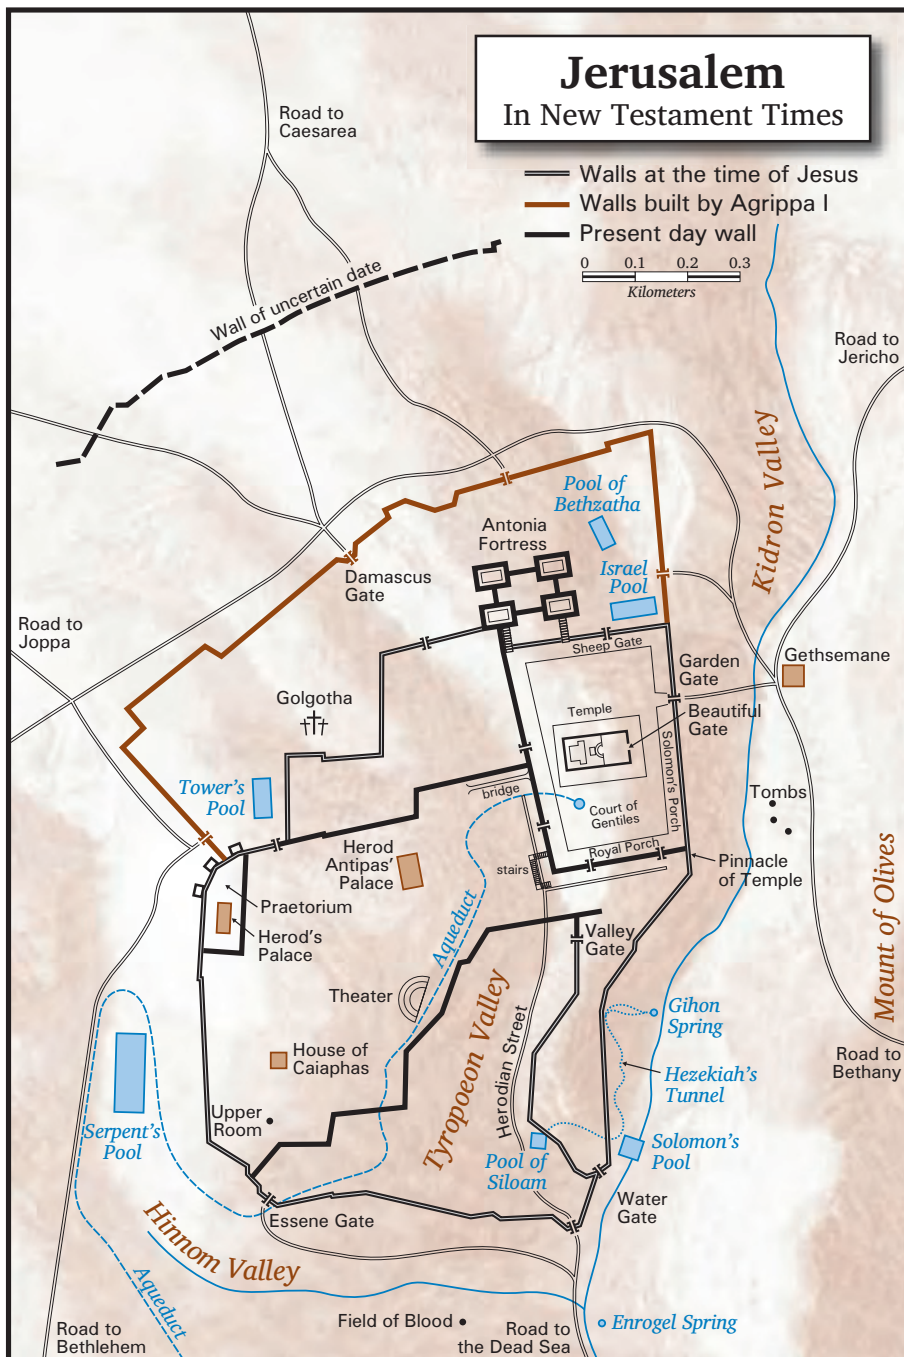 Jerusalem
In New Testament Times
Walls at the time of Jesus
Walls built by Agrippa I
Present day wall
0 0.1 0.2 0.3
Kilometers
Road to
Caesarea
Wall of uncertain date
Road to
Jericho
Kidron Valley
Pool of
Bethzatha
Antonia
Fortress
Israel
Pool
Damascus
Gate
Road to
Joppa
Sheep Gate
Garden
Gate
Gethsemane
Golgotha
Temple
Beautiful
Gate
Solomon's Porch
Tower's
Pool
bridge
Court of
Gentiles
Tombs
Herod
Antipas'
Palace
Royal Porch
stairs
Pinnacle
of Temple
Mount of Olives
Praetorium
Herod's
Palace
Aqueduct
Valley
Gate
Theater
Tyropoeon Valley
Herodian Street
Gihon
Spring
House of
Caiaphas
Hezekiah's
Tunnel
Road to
Bethany
Upper
Room
Serpent's
Pool
Pool of
Siloam
Solomon's
Pool
Water
Gate
Essene Gate
Hinnom Valley
Aqueduct
Road to
Bethlehem
Field of Blood
Road to
the Dead Sea
Enrogel Spring